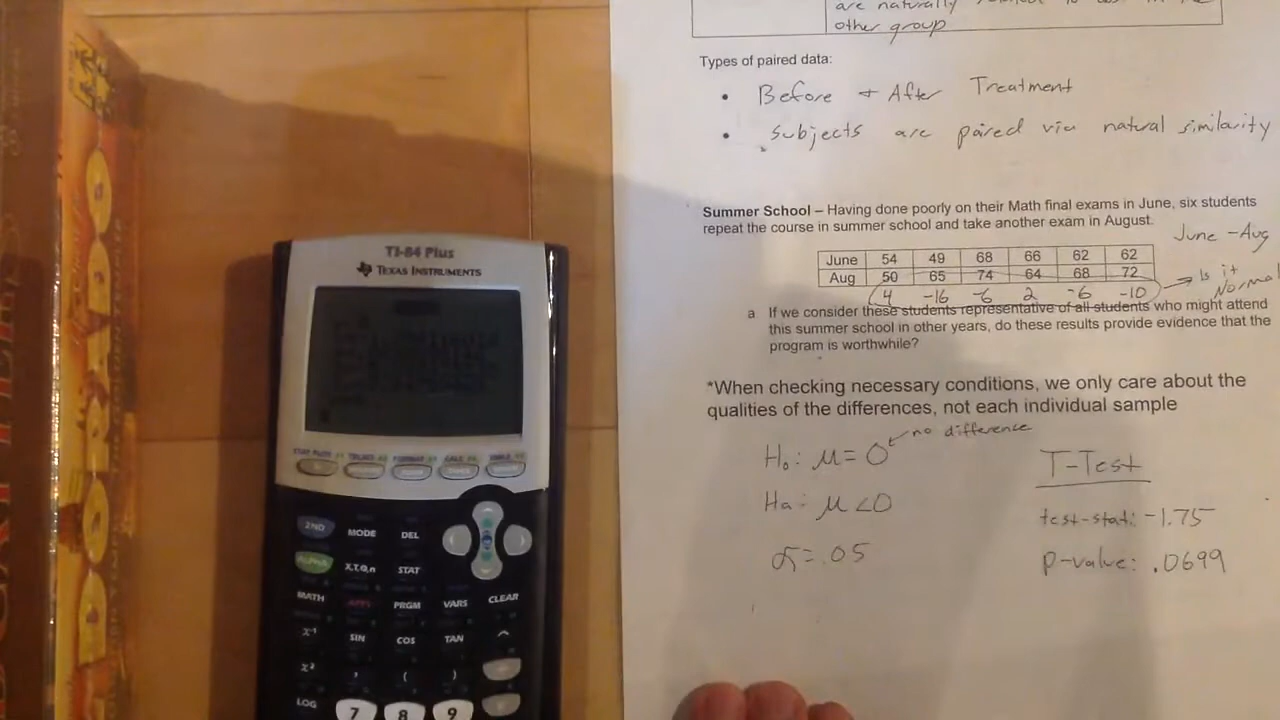 are naturally
other group
Types of paired data:
• Before + After Treatment
• Subjects are paired via natural similarity
Summer School – Having done poorly on their Math final exams in June, six students
repeat the course in summer school and take another exam in August.
June - Aug
June 54 49 68 66 62 62
Aug 50 65 74 64 68 72
4 -16 -6 2 -6 -10
→ Is it
Normal
a If we consider these students representative of all students who might attend
this summer school in other years, do these results provide evidence that the
program is worthwhile?
*When checking necessary conditions, we only care about the
qualities of the differences, not each individual sample
H₀: μ = 0 no difference
Ha: μ < 0
α = .05
T-Test
test-stat: -1.75
p-value: .0699
TI-84 Plus
TEXAS INSTRUMENTS
2ND MODE DEL
ALPHA X,T,θ,n STAT
MATH APPS PRGM VARS CLEAR
x⁻¹ SIN COS TAN ^
x² , ( )
LOG 7 8 9